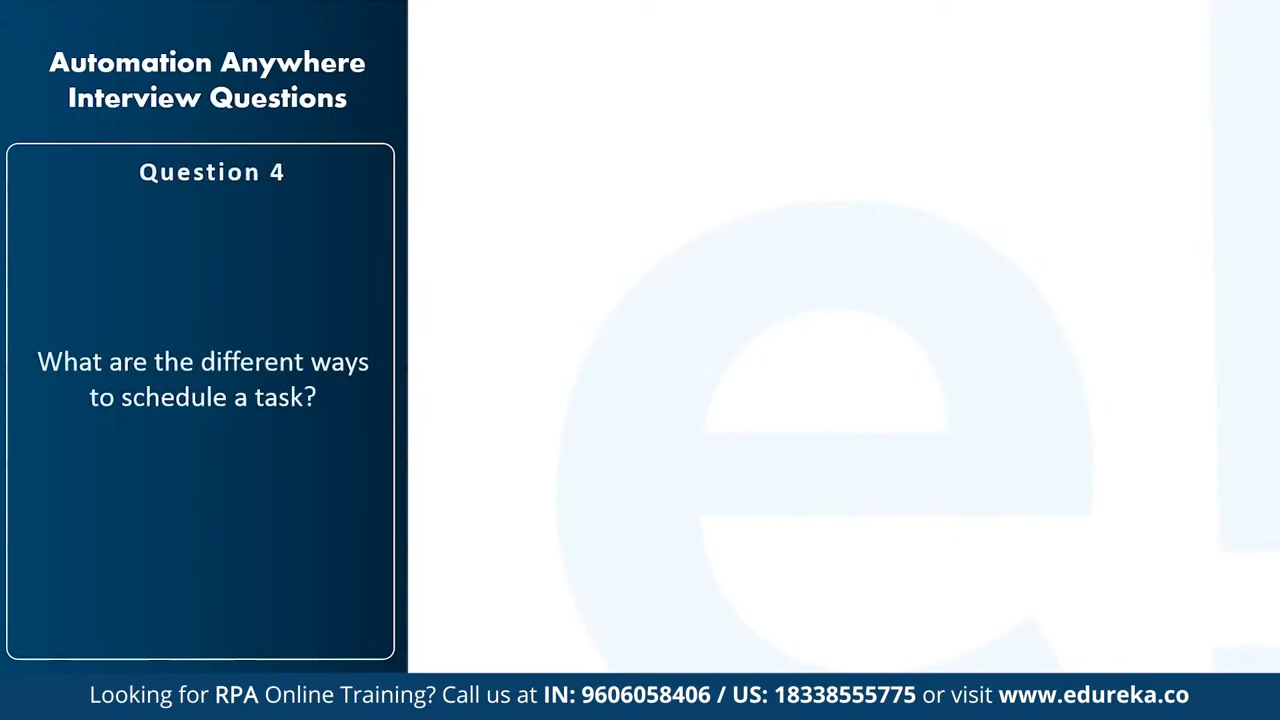 Automation Anywhere
Interview Questions
Question 4
What are the different ways
to schedule a task?
Looking for RPA Online Training? Call us at IN: 9606058406 / US: 18338555775 or visit www.edureka.co